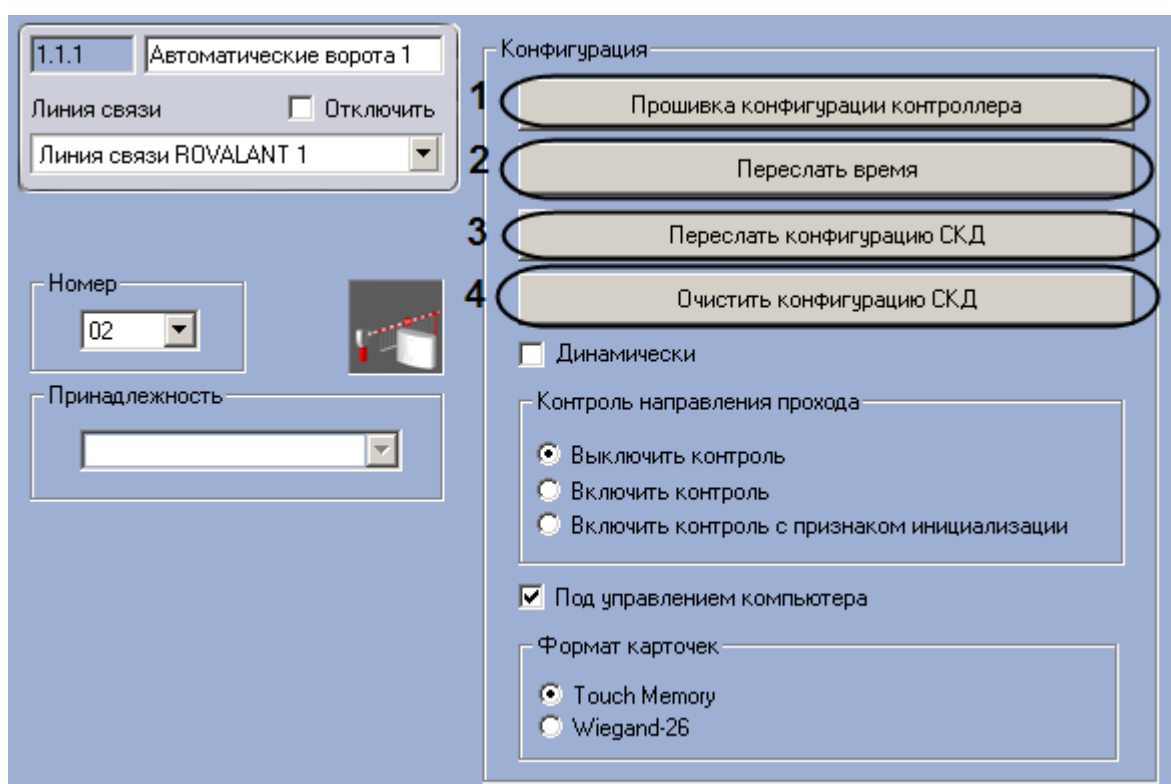 1.1.1 Автоматические ворота 1
Линия связи Отключить
Линия связи ROVALANT 1
Номер
02
Принадлежность
Конфигурация
1 Прошивка конфигурации контроллера
2 Переслать время
3 Переслать конфигурацию СКД
4 Очистить конфигурацию СКД
Динамически
Контроль направления прохода
Выключить контроль
Включить контроль
Включить контроль с признаком инициализации
Под управлением компьютера
Формат карточек
Touch Memory
Wiegand-26